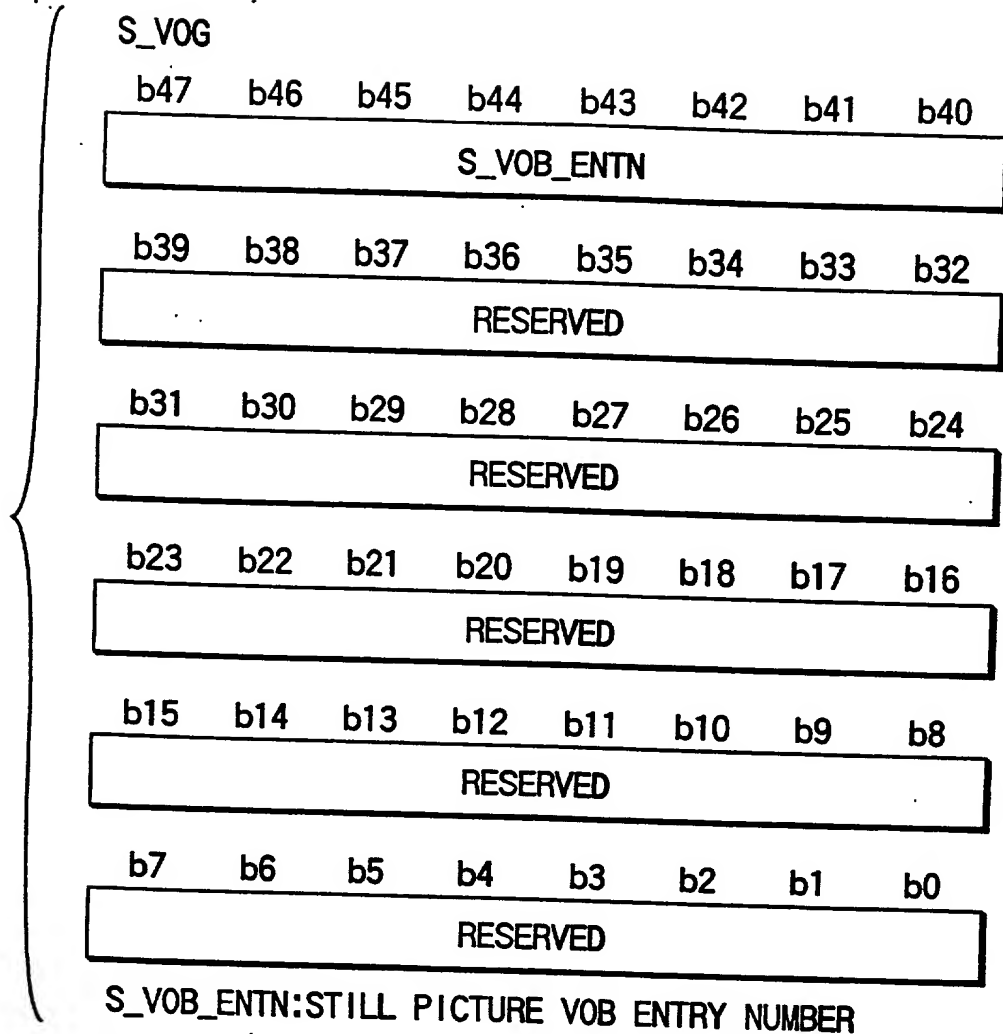 S_VOG
b47 b46 b45 b44 b43 b42 b41 b40
S_VOB_ENTN
b39 b38 b37 b36 b35 b34 b33 b32
RESERVED
b31 b30 b29 b28 b27 b26 b25 b24
RESERVED
b23 b22 b21 b20 b19 b18 b17 b16
RESERVED
b15 b14 b13 b12 b11 b10 b9 b8
RESERVED
b7 b6 b5 b4 b3 b2 b1 b0
RESERVED
S_VOB_ENTN:STILL PICTURE VOB ENTRY NUMBER